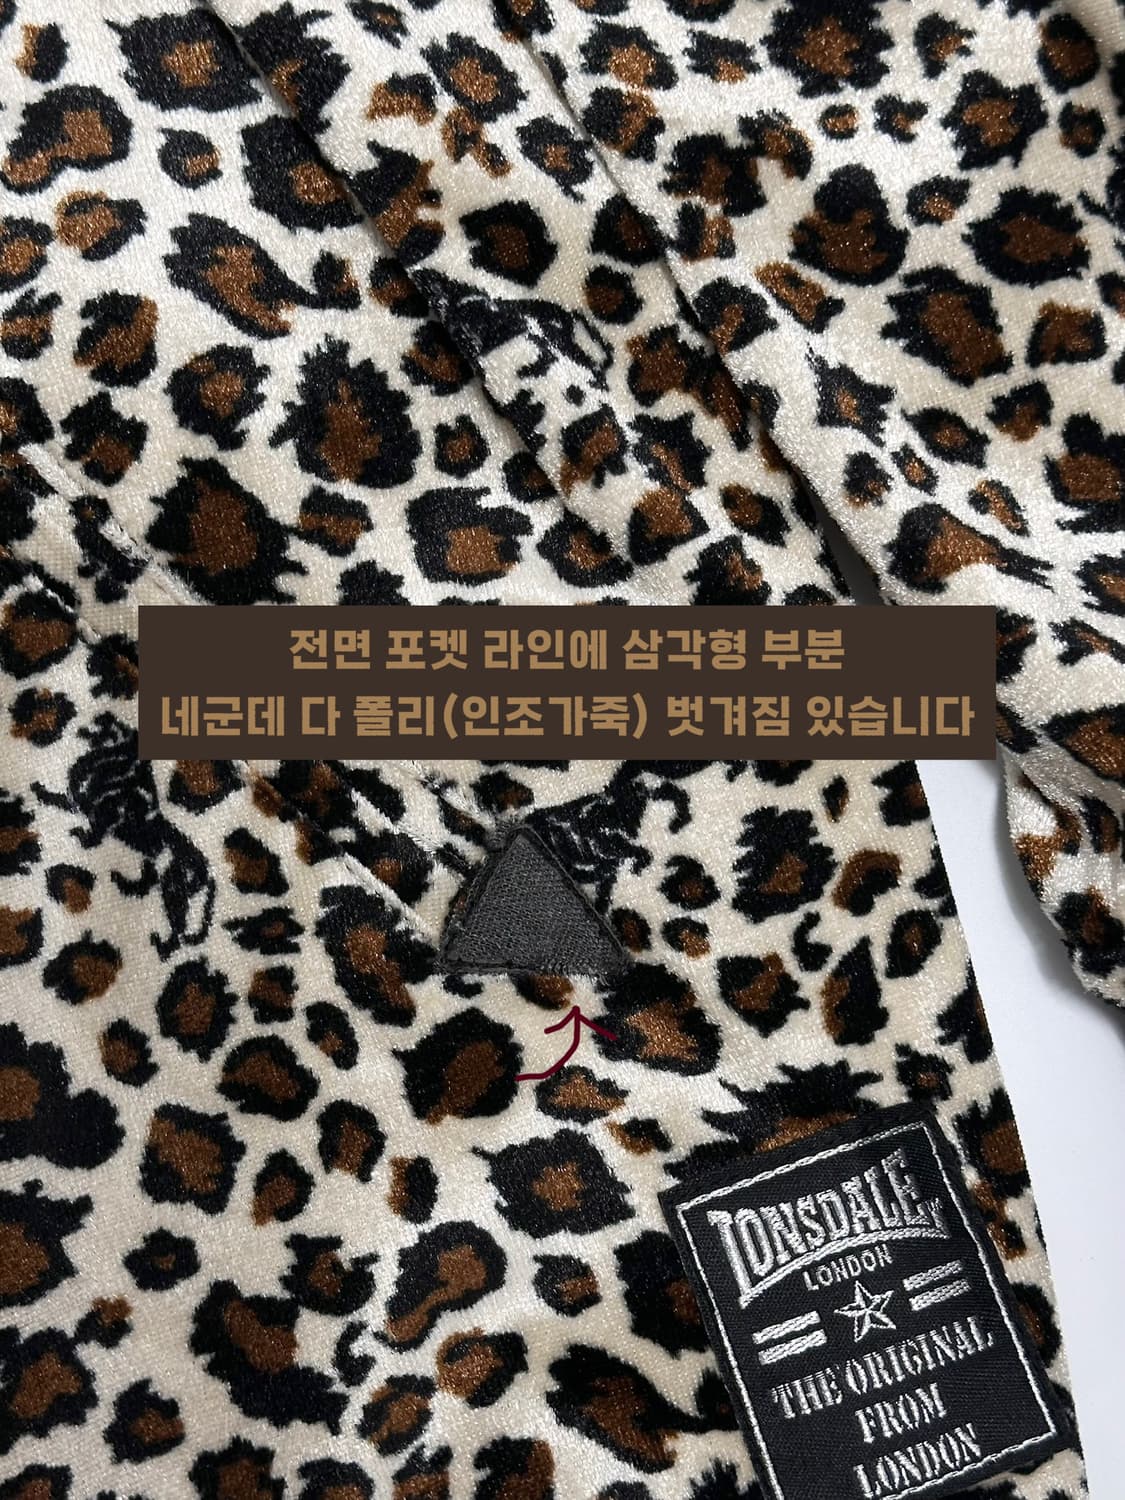 전면 포켓 라인에 삼각형 부분
네군데 다 폴리(인조가죽) 벗겨짐 있습니다
LONSDALE
LONDON
THE ORIGINAL
FROM
LONDON